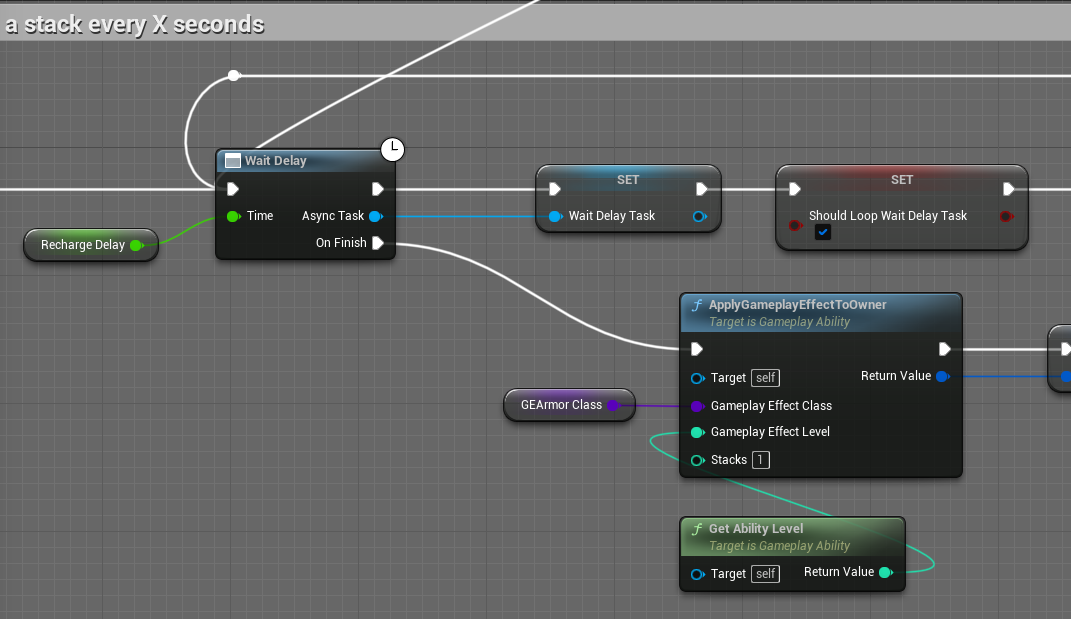 a stack every X seconds
Wait Delay
Time
Async Task
On Finish
Recharge Delay
SET
Wait Delay Task
SET
Should Loop Wait Delay Task
ApplyGameplayEffectToOwner
Target is Gameplay Ability
Target self
Return Value
GEArmor Class
Gameplay Effect Class
Gameplay Effect Level
Stacks 1
Get Ability Level
Target is Gameplay Ability
Target self
Return Value